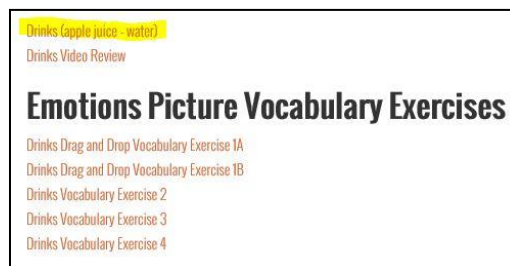 Drinks (apple juice - water)
Drinks Video Review
Emotions Picture Vocabulary Exercises
Drinks Drag and Drop Vocabulary Exercise 1A
Drinks Drag and Drop Vocabulary Exercise 1B
Drinks Vocabulary Exercise 2
Drinks Vocabulary Exercise 3
Drinks Vocabulary Exercise 4